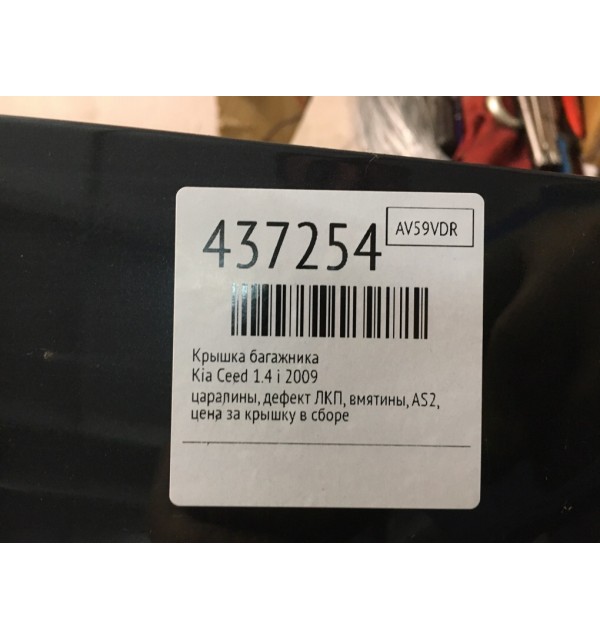 437254
AV59VDR
Крышка багажника
Kia Ceed 1.4 i 2009
царапины, дефект ЛКП, вмятины, AS2,
цена за крышку в сборе